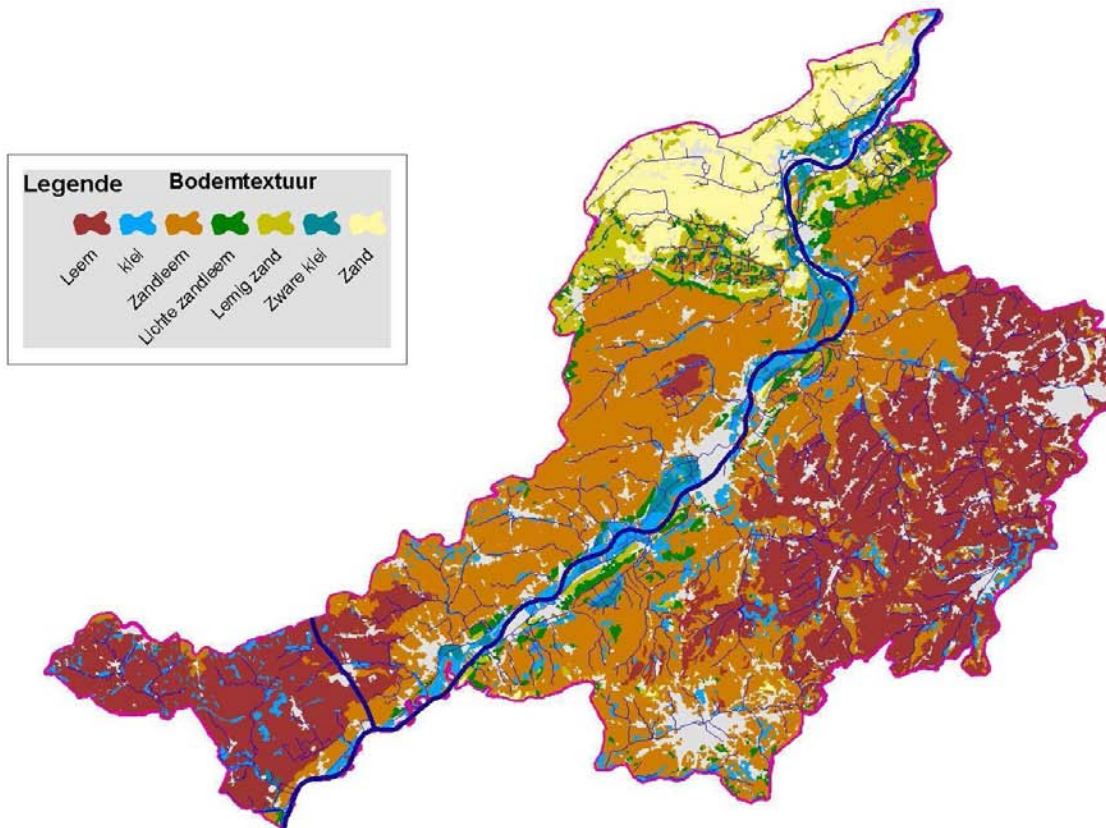 Legende Bodemtextuur
Leem
klei
Zandleem
Lichte zandleem
Lemig zand
Zware klei
Zand